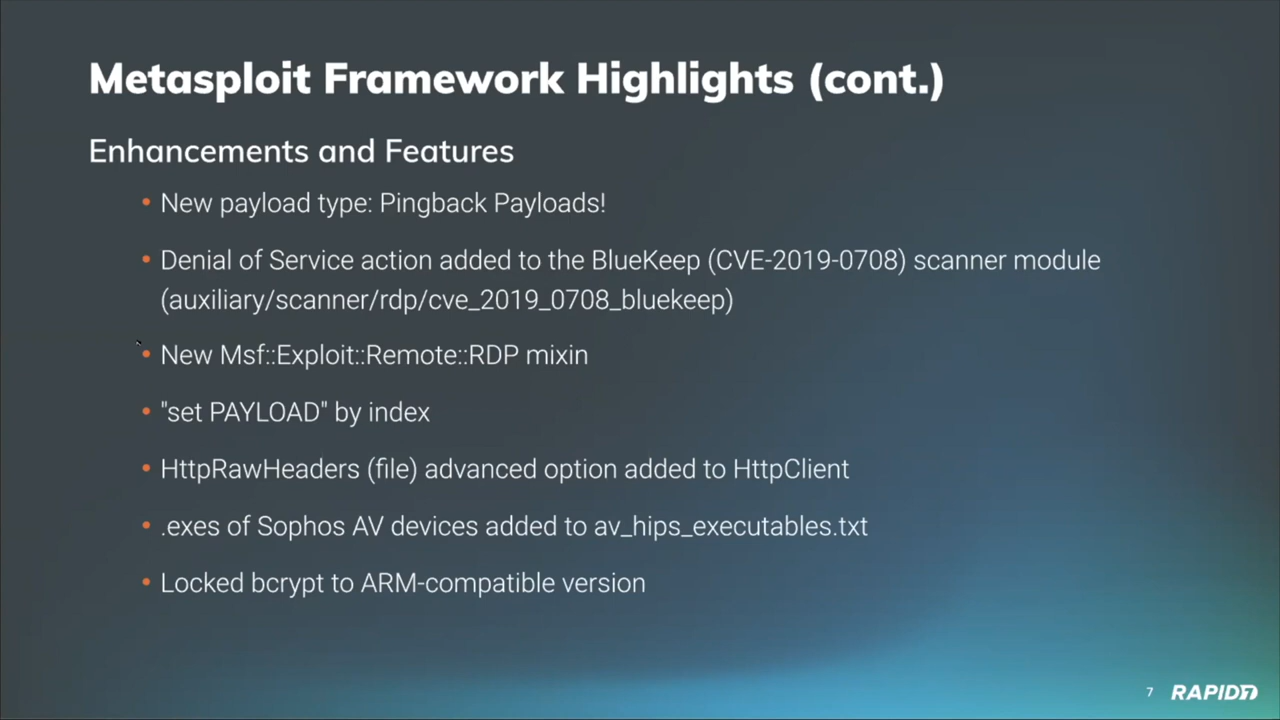 Metasploit Framework Highlights (cont.)
Enhancements and Features
• New payload type: Pingback Payloads!
• Denial of Service action added to the BlueKeep (CVE-2019-0708) scanner module
(auxiliary/scanner/rdp/cve_2019_0708_bluekeep)
• New Msf::Exploit::Remote::RDP mixin
• "set PAYLOAD" by index
• HttpRawHeaders (file) advanced option added to HttpClient
• .exes of Sophos AV devices added to av_hips_executables.txt
• Locked bcrypt to ARM-compatible version
7 RAPID7